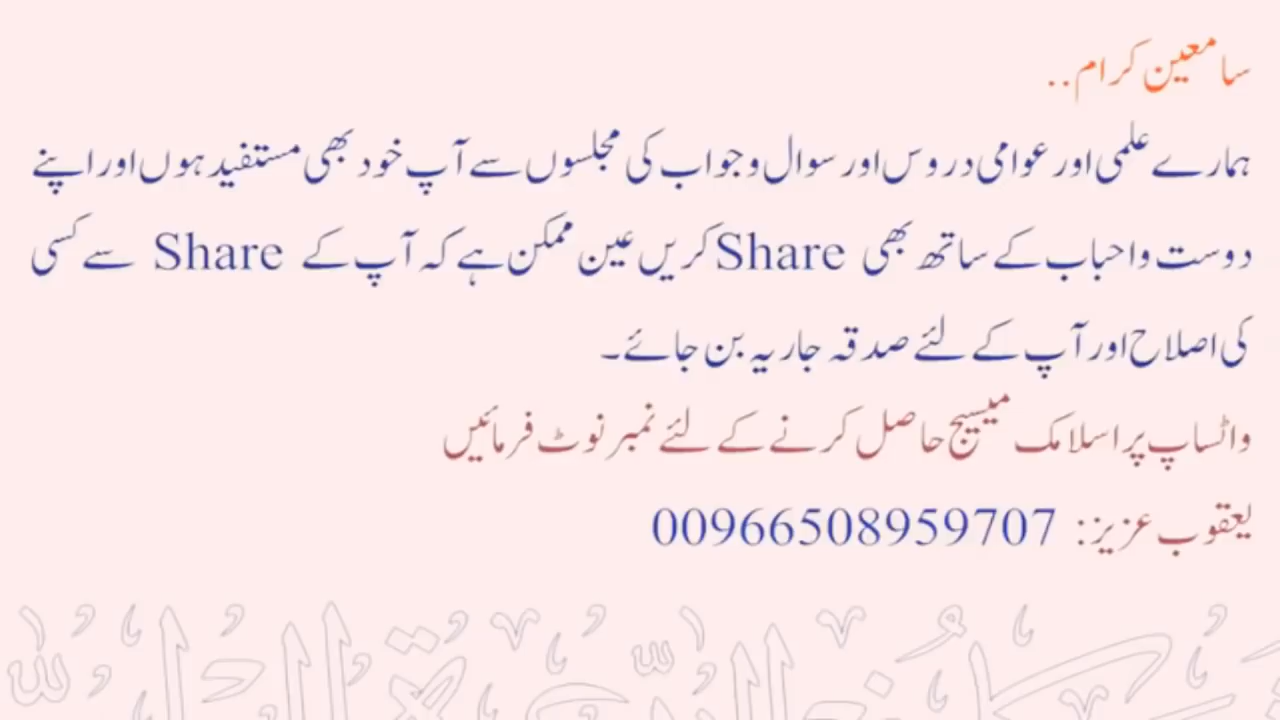 سامعین کرام..
ہمارے علمی اور عوامی دروس اور سوال و جواب کی مجلسوں سے آپ خود بھی مستفید ہوں اور اپنے
دوست و احباب کے ساتھ بھی Share کریں عین ممکن ہے کہ آپ کے Share سے کسی
کی اصلاح اور آپ کے لئے صدقہ جاریہ بن جائے۔
واٹساپ پر اسلامک میسیج حاصل کرنے کے لئے نمبر نوٹ فرمائیں
یعقوب عزیز: 00966508959707